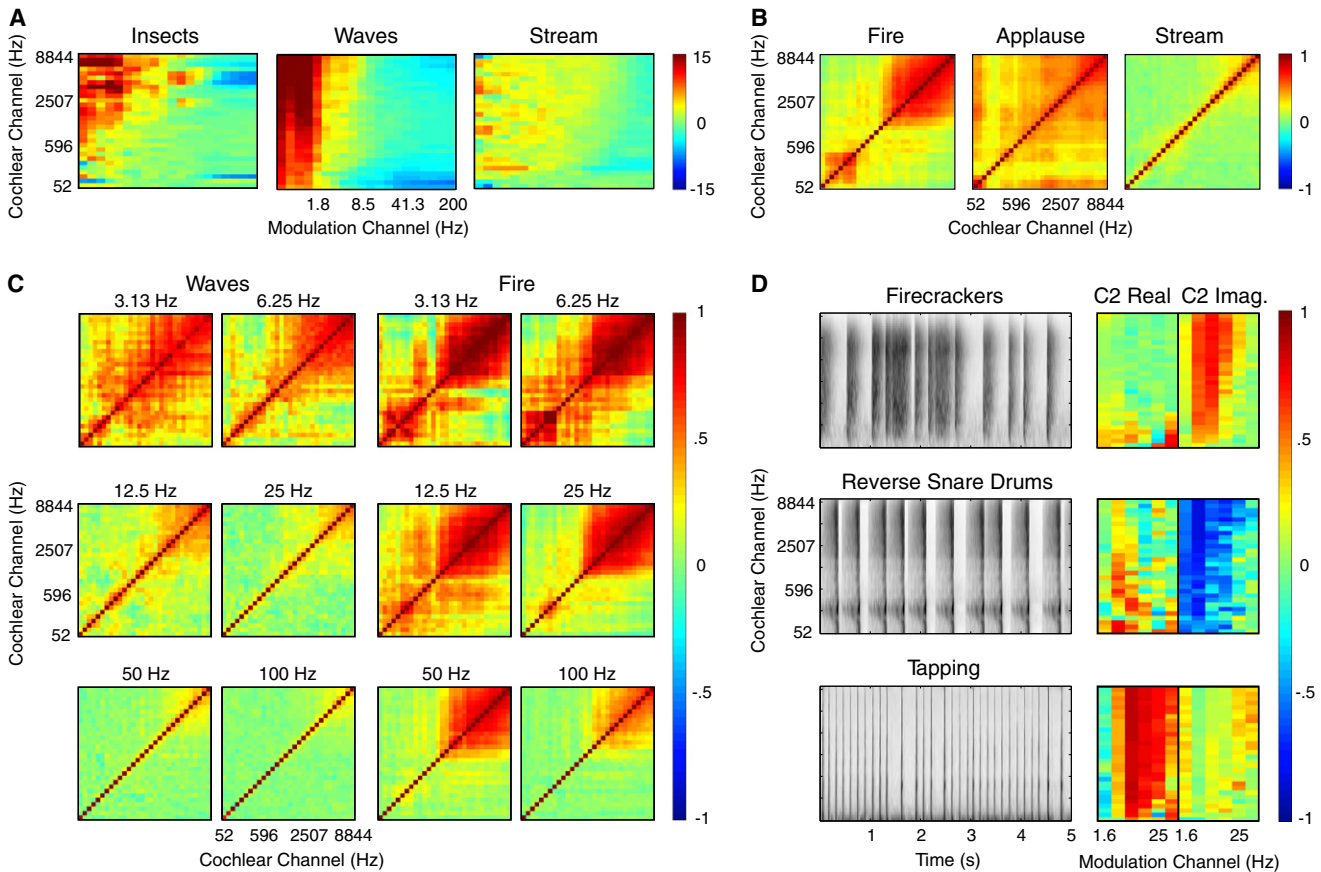 A
Insects Waves Stream
Cochlear Channel (Hz)
8844
2507
596
52
1.8 8.5 41.3 200
Modulation Channel (Hz)
15
0
-15
B
Fire Applause Stream
Cochlear Channel (Hz)
8844
2507
596
52
52 596 2507 8844
Cochlear Channel (Hz)
1
0
-1
C
Waves Fire
3.13 Hz 6.25 Hz 3.13 Hz 6.25 Hz
12.5 Hz 25 Hz 12.5 Hz 25 Hz
Cochlear Channel (Hz)
8844
2507
596
52
50 Hz 100 Hz 50 Hz 100 Hz
52 596 2507 8844
Cochlear Channel (Hz)
1
.5
0
-.5
-1
D
Firecrackers C2 Real C2 Imag.
Reverse Snare Drums
Cochlear Channel (Hz)
8844
2507
596
52
Tapping
1 2 3 4 5
Time (s)
1.6 25 1.6 25
Modulation Channel (Hz)
1
.5
0
-.5
-1